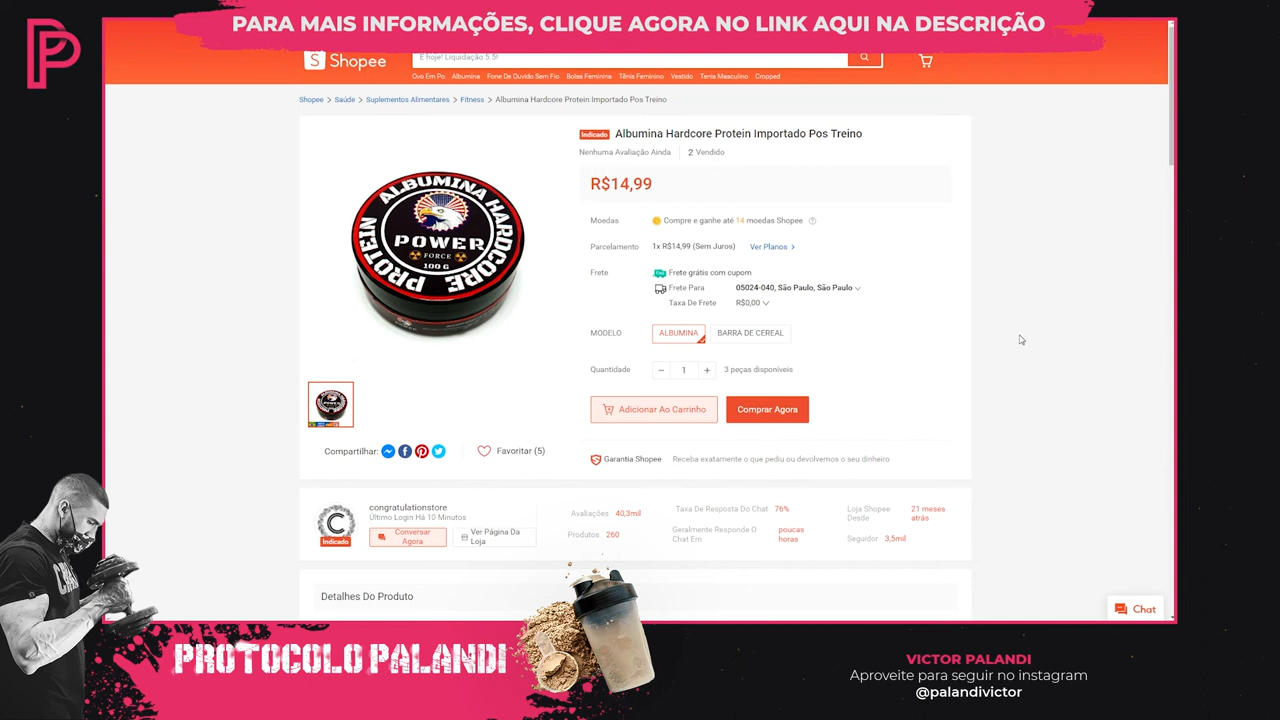 PARA MAIS INFORMAÇÕES, CLIQUE AGORA NO LINK AQUI NA DESCRIÇÃO
Shopee
É hoje! Liquidação 5.5!
Ovo Em Po Albumina Fone De Ouvido Sem Fio Bolsa Feminina Tênis Feminino Vestido Tenis Masculino Cropped
Shopee > Saúde > Suplementos Alimentares > Fitness > Albumina Hardcore Protein Importado Pos Treino
Indicado Albumina Hardcore Protein Importado Pos Treino
Nenhuma Avaliação Ainda 2 Vendido
R$14,99
Moedas Compre e ganhe até 14 moedas Shopee
Parcelamento 1x R$14,99 (Sem Juros) Ver Planos >
Frete Frete grátis com cupom
Frete Para 05024-040, São Paulo, São Paulo
Taxa De Frete R$0,00
MODELO ALBUMINA BARRA DE CEREAL
Quantidade − 1 + 3 peças disponíveis
Adicionar Ao Carrinho Comprar Agora
Garantia Shopee Receba exatamente o que pediu ou devolvemos o seu dinheiro
ALBUMINA HARDCORE PROTEIN
POWER
FORCE
100 G
Compartilhar: Favoritar (5)
congratulationstore
Último Login Há 10 Minutos
Indicado
Conversar Agora
Ver Página Da Loja
Avaliações 40,3mil
Produtos 260
Taxa De Resposta Do Chat 76%
Geralmente Responde O Chat Em poucas horas
Loja Shopee Desde 21 meses atrás
Seguidor 3,5mil
Detalhes Do Produto
Chat
PROTOCOLO PALANDI
VICTOR PALANDI
Aproveite para seguir no instagram
@palandivictor